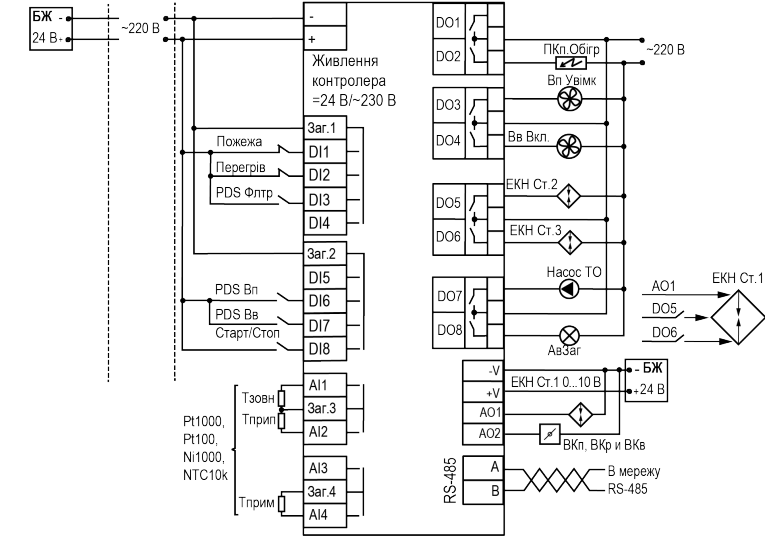 БЖ -
24 В+
~220 В
-
+
Живлення
контролера
=24 В/~230 В
Заг.1
Пожежа
DI1
Перегрів
DI2
PDS Флтр
DI3
DI4
Заг.2
DI5
PDS Вп
DI6
PDS Вв
DI7
Старт/Стоп
DI8
AI1
Tзовн
Заг.3
Tприп
AI2
Pt1000,
Pt100,
Ni1000,
NTC10k
AI3
Заг.4
Tприм
AI4
DO1
DO2
ПКп.Обігр
~220 В
Вп Увімк
DO3
DO4
Вв Вкл.
ЕКН Ст.2
DO5
DO6
ЕКН Ст.3
Насос ТО
DO7
DO8
АвЗаг
AO1
ЕКН Ст.1
DO5
DO6
-V
+V
ЕКН Ст.1 0...10 В
- БЖ
+24 В
AO1
AO2
ВКп, ВКр и ВКв
RS-485
A
B
В мережу
RS-485